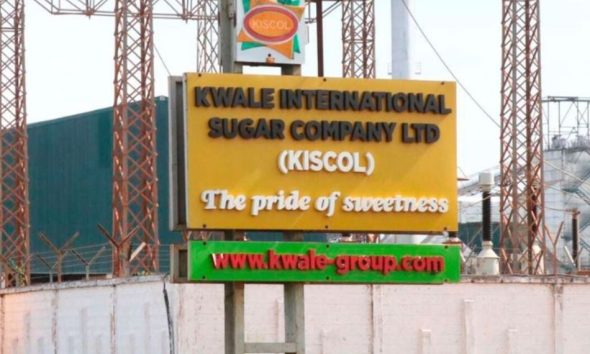 KISCOL
KWALE INTERNATIONAL
SUGAR COMPANY LTD
(KISCOL)
The pride of sweetness
www.kwale-group.com